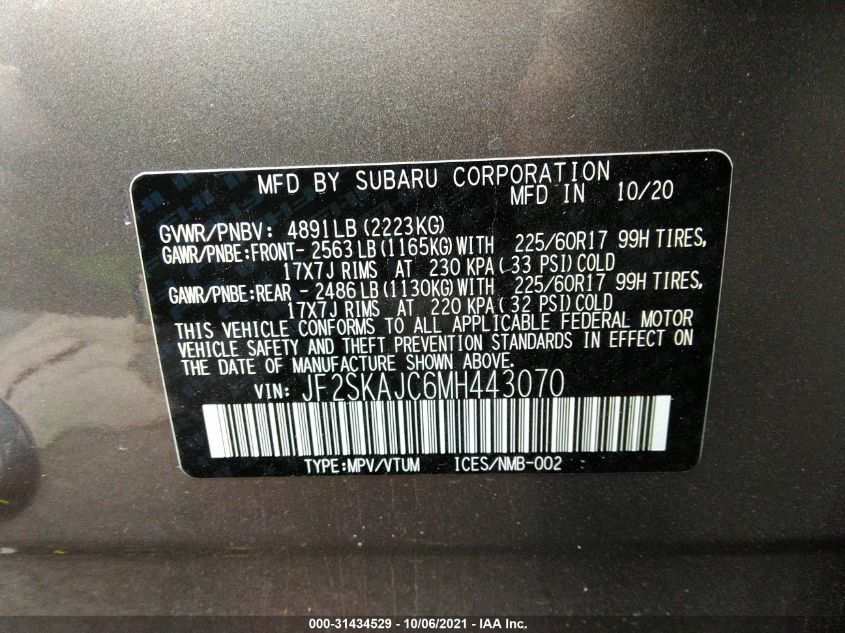 MFD BY SUBARU CORPORATION
MFD IN 10/20
GVWR/PNBV: 4891LB(2223KG)
GAWR/PNBE:FRONT- 2563LB(1165KG)WITH 225/60R17 99H TIRES,
17X7J RIMS AT 230 KPA( 33 PSI)COLD
GAWR/PNBE:REAR - 2486LB(1130KG)WITH 225/60R17 99H TIRES,
17X7J RIMS AT 220 KPA( 32 PSI)COLD
THIS VEHICLE CONFORMS TO ALL APPLICABLE FEDERAL MOTOR
VEHICLE SAFETY AND THEFT PREVENTION STANDARDS IN EFFECT ON
THE DATE OF MANUFACTURE SHOWN ABOVE.
VIN: JF2SKAJC6MH443070
TYPE:MPV/VTUM ICES/NMB-002
000-31434529 - 10/06/2021 - IAA Inc.